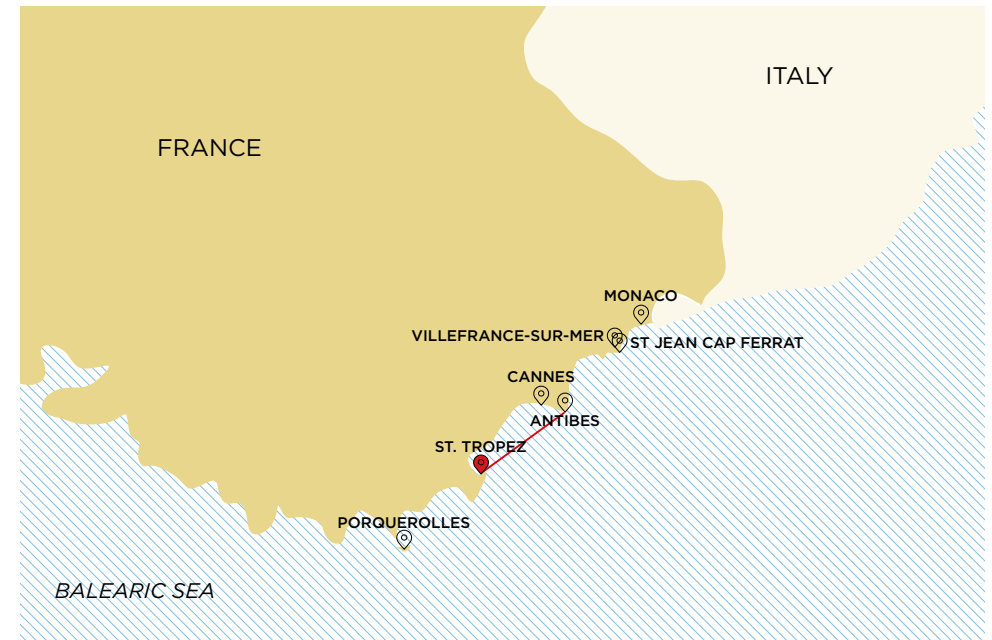 ITALY
FRANCE
MONACO
VILLEFRANCE-SUR-MER
ST JEAN CAP FERRAT
CANNES
ANTIBES
ST. TROPEZ
PORQUEROLLES
BALEARIC SEA